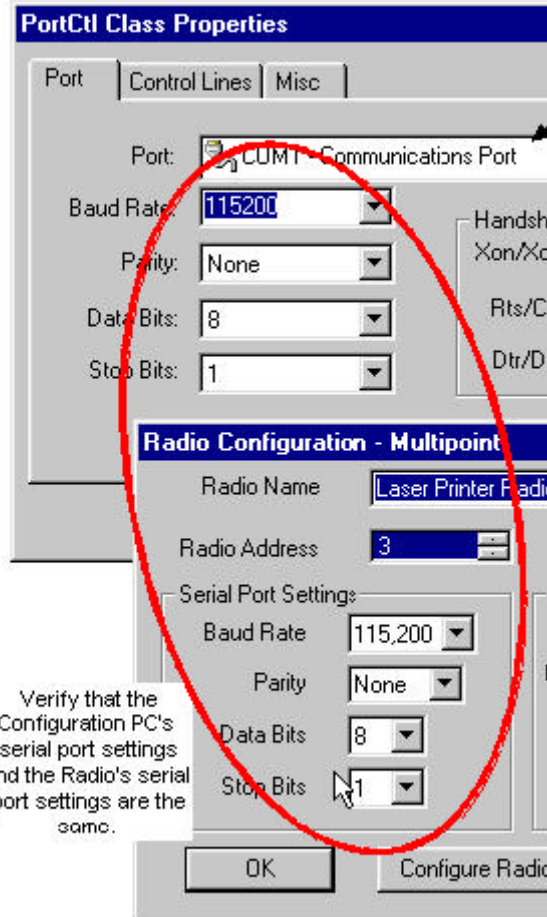 PortCtl Class Properties
Port
Control Lines
Misc
Port:
COM1 - Communications Port
Baud Rate:
115200
Handsh
Parity:
None
Xon/Xo
Data Bits:
8
Rts/C
Stop Bits:
1
Dtr/D
Radio Configuration - Multipoint
Radio Name
Laser Printer Radio
Radio Address
3
Serial Port Settings
Baud Rate
115,200
Parity
None
Data Bits
8
Stop Bits
1
Verify that the
Configuration PC's
serial port settings
nd the Radio's serial
port settings are the
same.
OK
Configure Radio